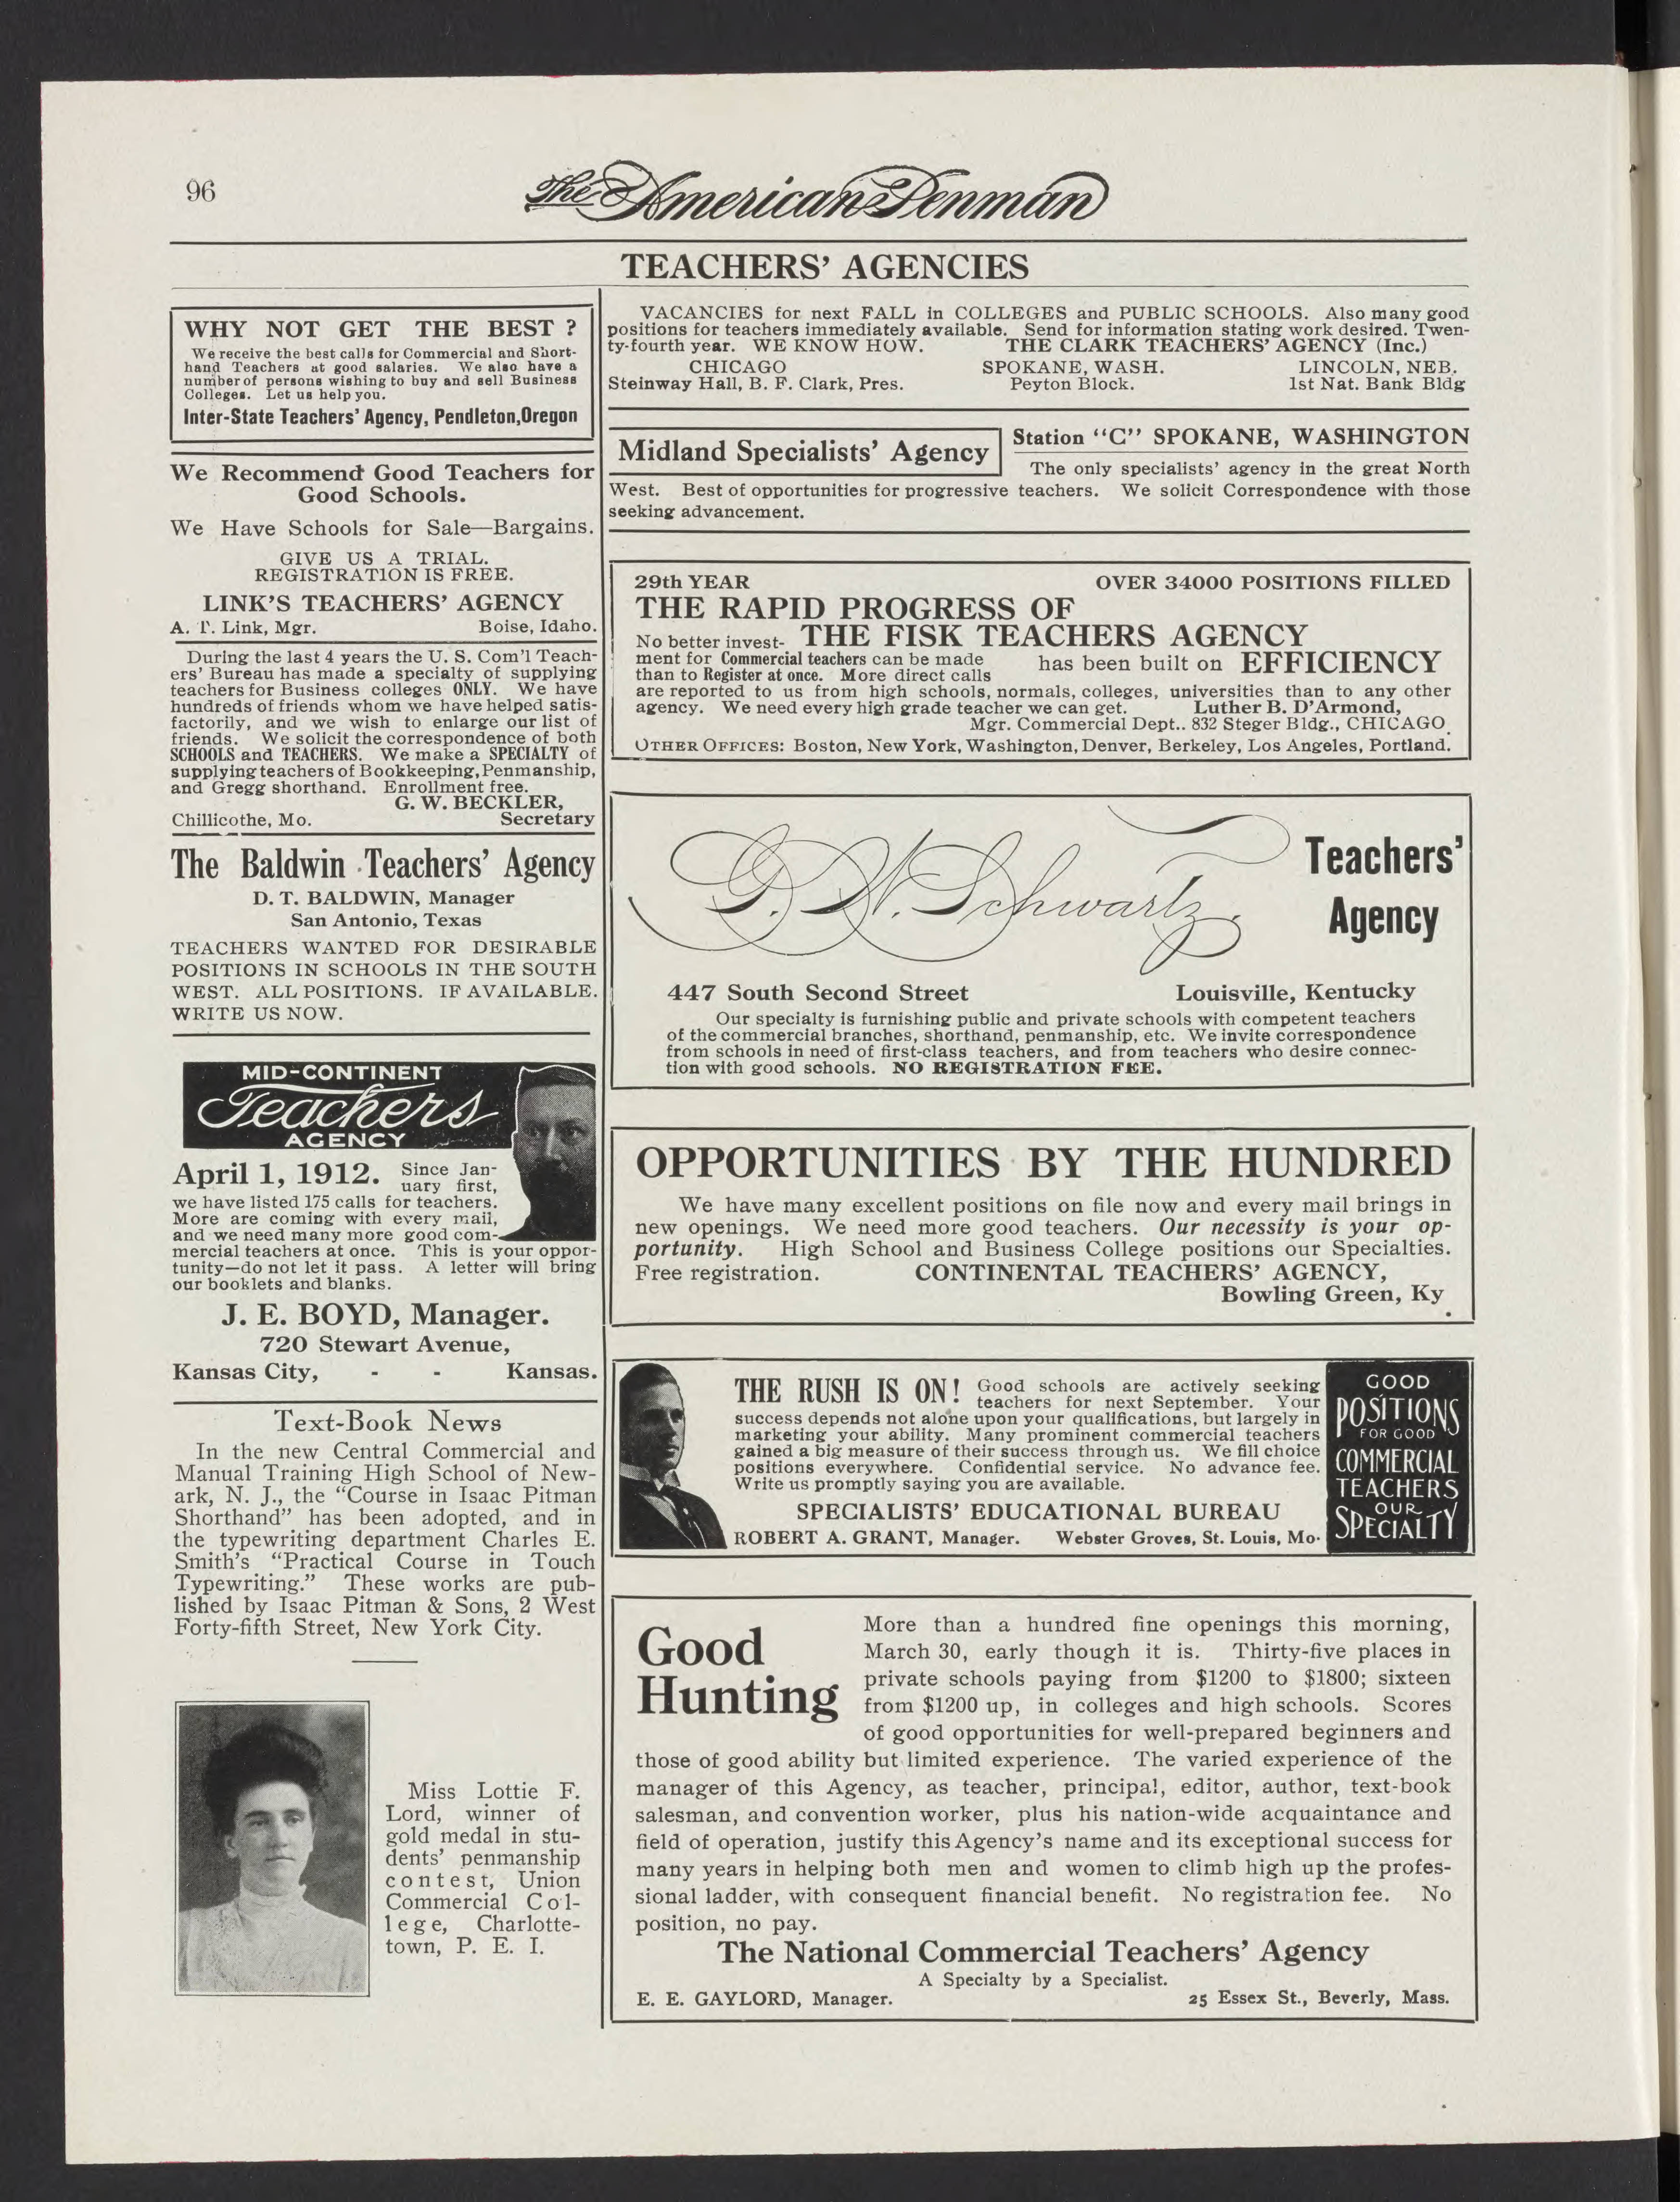 96
The American Penman
TEACHERS' AGENCIES
WHY NOT GET THE BEST ?
We receive the best calls for Commercial and Short-
hand Teachers at good salaries. We also have a
number of persons wishing to buy and sell Business
Colleges. Let us help you.
Inter-State Teachers' Agency, Pendleton, Oregon
We Recommend Good Teachers for
Good Schools.
We Have Schools for Sale—Bargains.
GIVE US A TRIAL.
REGISTRATION IS FREE.
LINK'S TEACHERS' AGENCY
A. T. Link, Mgr. Boise, Idaho.
During the last 4 years the U. S. Com'l Teach-
ers' Bureau has made a specialty of supplying
teachers for Business colleges ONLY. We have
hundreds of friends whom we have helped satis-
factorily, and we wish to enlarge our list of
friends. We solicit the correspondence of both
SCHOOLS and TEACHERS. We make a SPECIALTY of
supplying teachers of Bookkeeping, Penmanship,
and Gregg shorthand. Enrollment free.
G. W. BECKLER,
Chillicothe, Mo. Secretary
The Baldwin Teachers' Agency
D. T. BALDWIN, Manager
San Antonio, Texas
TEACHERS WANTED FOR DESIRABLE
POSITIONS IN SCHOOLS IN THE SOUTH
WEST. ALL POSITIONS. IF AVAILABLE.
WRITE US NOW.
MID-CONTINENT
Teachers
AGENCY
April 1, 1912. Since Jan-
uary first,
we have listed 175 calls for teachers.
More are coming with every mail,
and we need many more good com-
mercial teachers at once. This is your oppor-
tunity—do not let it pass. A letter will bring
our booklets and blanks.
J. E. BOYD, Manager.
720 Stewart Avenue,
Kansas City, - - Kansas.
Text-Book News
In the new Central Commercial and
Manual Training High School of New-
ark, N. J., the "Course in Isaac Pitman
Shorthand" has been adopted, and in
the typewriting department Charles E.
Smith's "Practical Course in Touch
Typewriting." These works are pub-
lished by Isaac Pitman & Sons, 2 West
Forty-fifth Street, New York City.
Miss Lottie F.
Lord, winner of
gold medal in stu-
dents' penmanship
contest, Union
Commercial Col-
lege, Charlotte-
town, P. E. I.
VACANCIES for next FALL in COLLEGES and PUBLIC SCHOOLS. Also many good
positions for teachers immediately available. Send for information stating work desired. Twen-
ty-fourth year. WE KNOW HOW. THE CLARK TEACHERS' AGENCY (Inc.)
CHICAGO SPOKANE, WASH. LINCOLN, NEB.
Steinway Hall, B. F. Clark, Pres. Peyton Block. 1st Nat. Bank Bldg
Midland Specialists' Agency
Station "C" SPOKANE, WASHINGTON
The only specialists' agency in the great North
West. Best of opportunities for progressive teachers. We solicit Correspondence with those
seeking advancement.
29th YEAR OVER 34000 POSITIONS FILLED
THE RAPID PROGRESS OF
No better invest- THE FISK TEACHERS AGENCY
ment for Commercial teachers can be made has been built on EFFICIENCY
than to Register at once. More direct calls
are reported to us from high schools, normals, colleges, universities than to any other
agency. We need every high grade teacher we can get. Luther B. D'Armond,
Mgr. Commercial Dept.. 832 Steger Bldg., CHICAGO.
OTHER OFFICES: Boston, New York, Washington, Denver, Berkeley, Los Angeles, Portland.
G. W. Schwartz. Teachers'
Agency
447 South Second Street Louisville, Kentucky
Our specialty is furnishing public and private schools with competent teachers
of the commercial branches, shorthand, penmanship, etc. We invite correspondence
from schools in need of first-class teachers, and from teachers who desire connec-
tion with good schools. NO REGISTRATION FEE.
OPPORTUNITIES BY THE HUNDRED
We have many excellent positions on file now and every mail brings in
new openings. We need more good teachers. Our necessity is your op-
portunity. High School and Business College positions our Specialties.
Free registration. CONTINENTAL TEACHERS' AGENCY,
Bowling Green, Ky.
THE RUSH IS ON! Good schools are actively seeking
teachers for next September. Your
success depends not alone upon your qualifications, but largely in
marketing your ability. Many prominent commercial teachers
gained a big measure of their success through us. We fill choice
positions everywhere. Confidential service. No advance fee.
Write us promptly saying you are available.
SPECIALISTS' EDUCATIONAL BUREAU
ROBERT A. GRANT, Manager. Webster Groves, St. Louis, Mo.
GOOD
POSITIONS
FOR GOOD
COMMERCIAL
TEACHERS
OUR
SPECIALTY
Good
Hunting
More than a hundred fine openings this morning,
March 30, early though it is. Thirty-five places in
private schools paying from $1200 to $1800; sixteen
from $1200 up, in colleges and high schools. Scores
of good opportunities for well-prepared beginners and
those of good ability but limited experience. The varied experience of the
manager of this Agency, as teacher, principal, editor, author, text-book
salesman, and convention worker, plus his nation-wide acquaintance and
field of operation, justify this Agency's name and its exceptional success for
many years in helping both men and women to climb high up the profes-
sional ladder, with consequent financial benefit. No registration fee. No
position, no pay.
The National Commercial Teachers' Agency
A Specialty by a Specialist.
E. E. GAYLORD, Manager. 25 Essex St., Beverly, Mass.